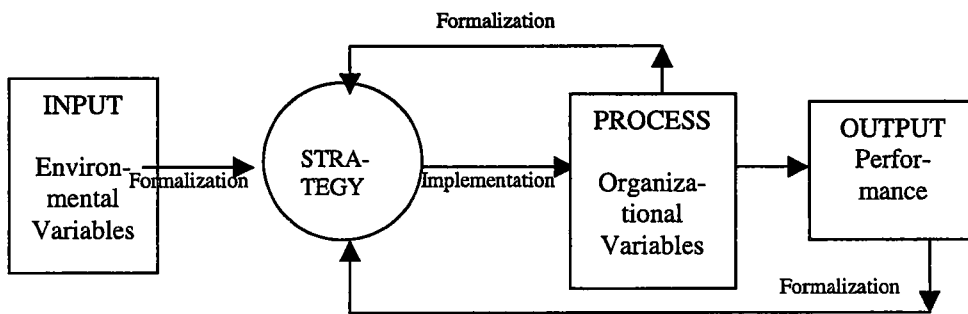 Formalization
INPUT
Environ-
mental
Variables
Formalization
STRA-
TEGY
Implementation
PROCESS
Organiza-
tional
Variables
OUTPUT
Perfor-
mance
Formalization